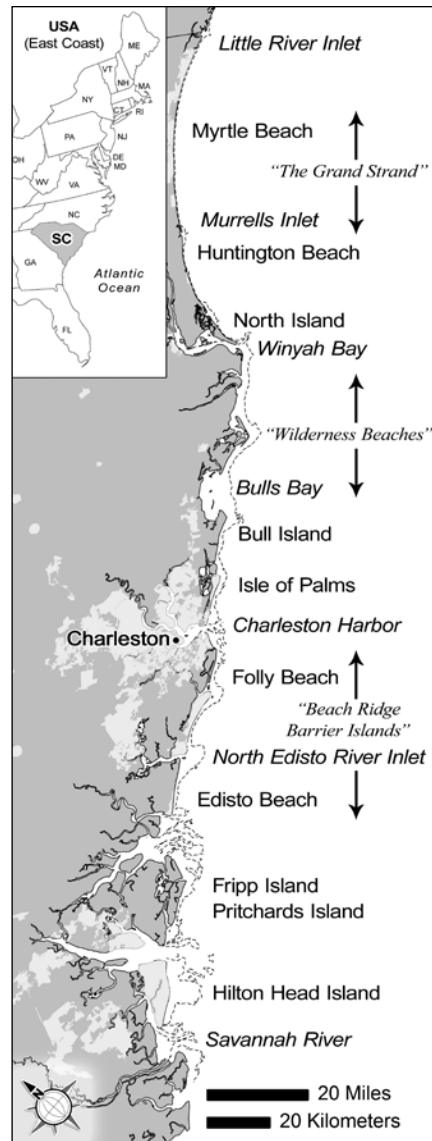 USA
(East Coast)
ME
VT
NH
MA
NY
CT
RI
PA
NJ
OH
DE
MD
WV
VA
NC
SC
GA
Atlantic
Ocean
FL
Little River Inlet
Myrtle Beach
"The Grand Strand"
Murrells Inlet
Huntington Beach
North Island
Winyah Bay
"Wilderness Beaches"
Bulls Bay
Bull Island
Isle of Palms
Charleston
Charleston Harbor
Folly Beach
"Beach Ridge
Barrier Islands"
North Edisto River Inlet
Edisto Beach
Fripp Island
Pritchards Island
Hilton Head Island
Savannah River
N
20 Miles
20 Kilometers